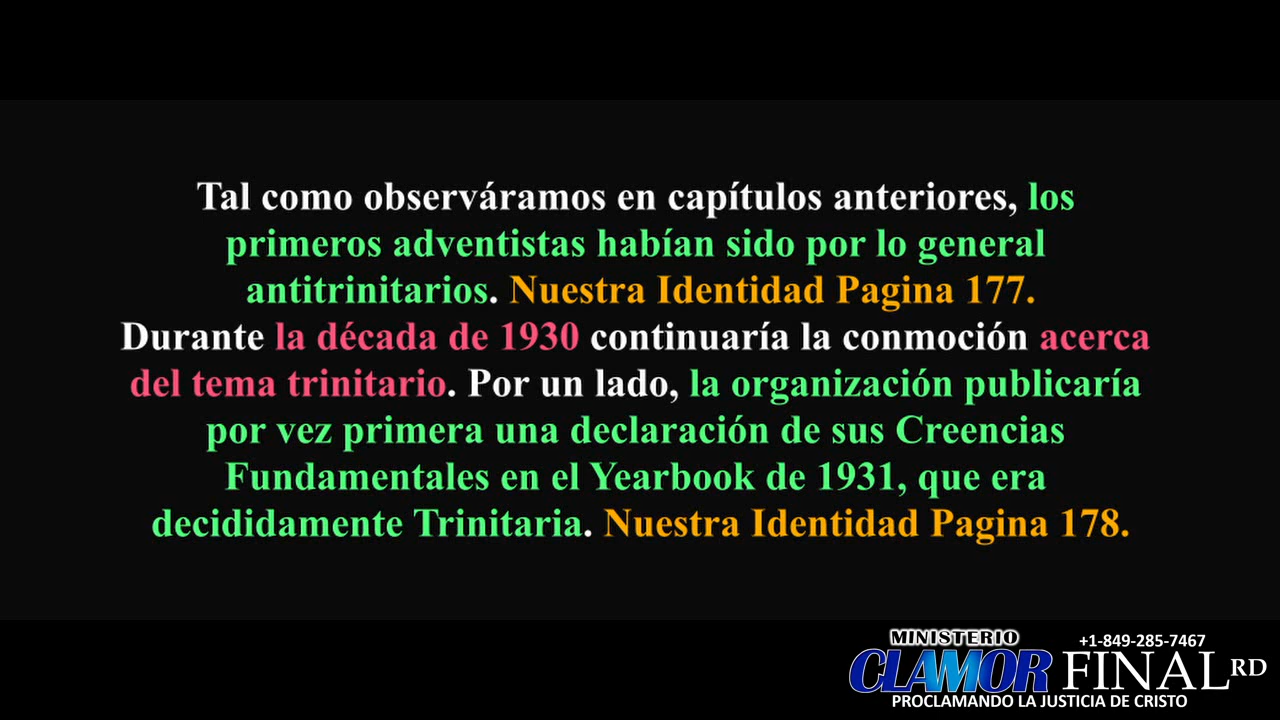 Tal como observáramos en capítulos anteriores, los
primeros adventistas habían sido por lo general
antitrinitarios. Nuestra Identidad Pagina 177.
Durante la década de 1930 continuaría la conmoción acerca
del tema trinitario. Por un lado, la organización publicaría
por vez primera una declaración de sus Creencias
Fundamentales en el Yearbook de 1931, que era
decididamente Trinitaria. Nuestra Identidad Pagina 178.
MINISTERIO
+1-849-285-7467
CLAMOR FINAL RD
PROCLAMANDO LA JUSTICIA DE CRISTO